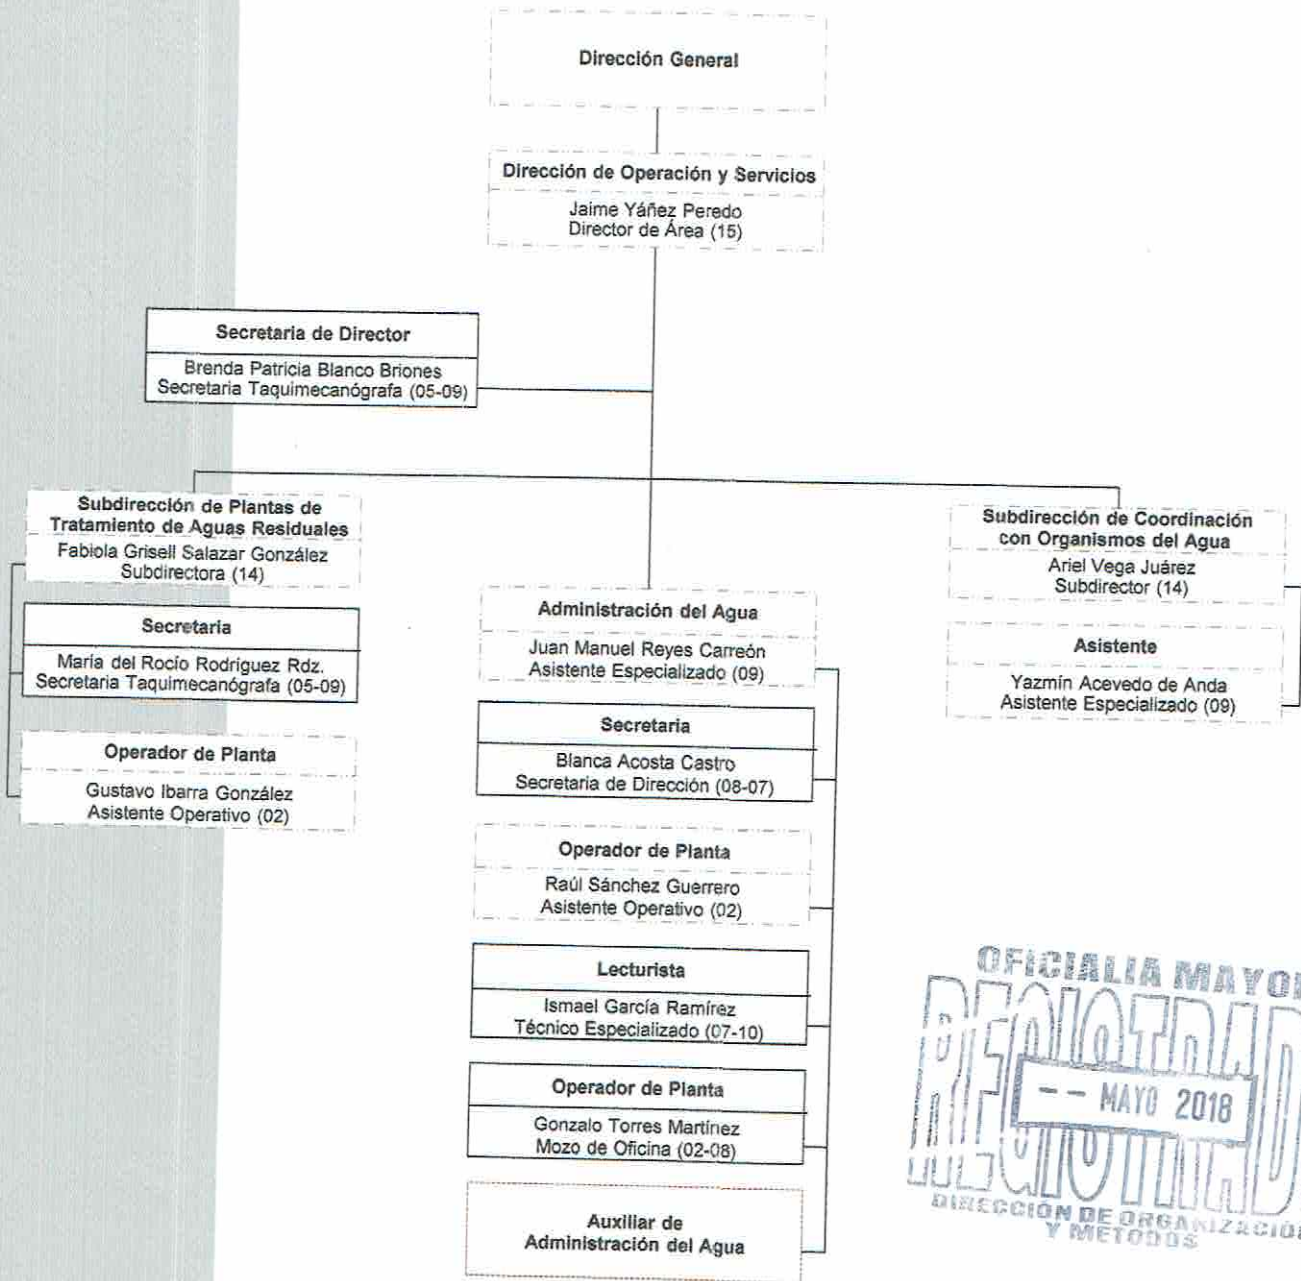 Dirección General
Dirección de Operación y Servicios
Jaime Yáñez Peredo
Director de Área (15)
Secretaria de Director
Brenda Patricia Blanco Briones
Secretaria Taquimecanógrafa (05-09)
Subdirección de Plantas de
Tratamiento de Aguas Residuales
Fabiola Grisell Salazar González
Subdirectora (14)
Secretaria
María del Rocío Rodríguez Rdz.
Secretaria Taquimecanógrafa (05-09)
Operador de Planta
Gustavo Ibarra González
Asistente Operativo (02)
Administración del Agua
Juan Manuel Reyes Carreón
Asistente Especializado (09)
Secretaria
Blanca Acosta Castro
Secretaria de Dirección (08-07)
Operador de Planta
Raúl Sánchez Guerrero
Asistente Operativo (02)
Lecturista
Ismael García Ramírez
Técnico Especializado (07-10)
Operador de Planta
Gonzalo Torres Martínez
Mozo de Oficina (02-08)
Auxiliar de
Administración del Agua
Subdirección de Coordinación
con Organismos del Agua
Ariel Vega Juárez
Subdirector (14)
Asistente
Yazmín Acevedo de Anda
Asistente Especializado (09)
OFICIALIA MAYO
REGISTRAD
-- MAYO 2018
DIRECCIÓN DE ORGANIZACIÓN
Y METODOS